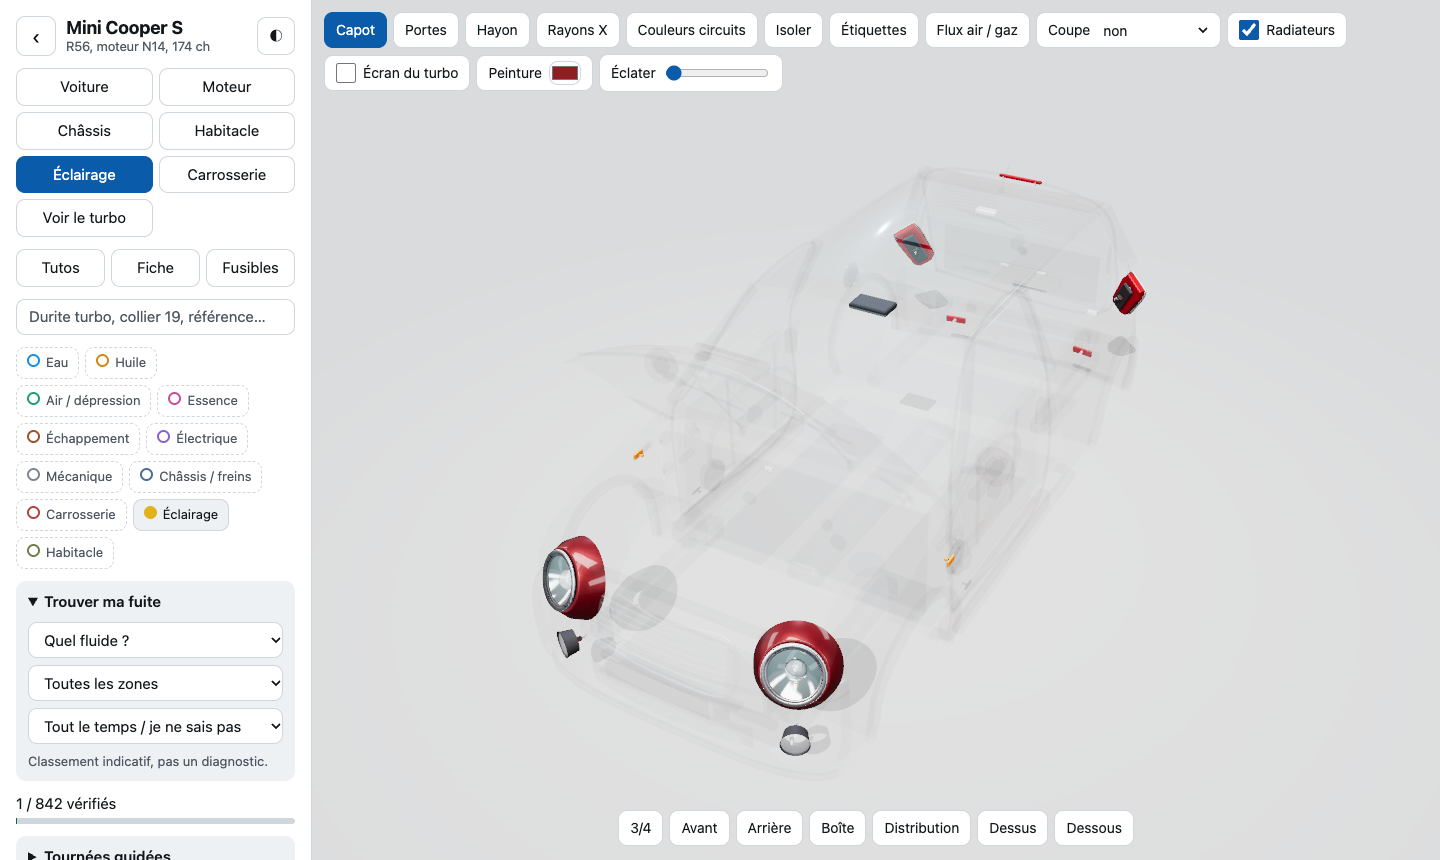 Mini Cooper S
R56, moteur N14, 174 ch
Voiture
Moteur
Châssis
Habitacle
Éclairage
Carrosserie
Voir le turbo
Tutos
Fiche
Fusibles
Durite turbo, collier 19, référence...
Eau
Huile
Air / dépression
Essence
Échappement
Électrique
Mécanique
Châssis / freins
Carrosserie
Éclairage
Habitacle
Trouver ma fuite
Quel fluide ?
Toutes les zones
Tout le temps / je ne sais pas
Classement indicatif, pas un diagnostic.
1 / 842 vérifiés
Tournées guidées
Capot
Portes
Hayon
Rayons X
Couleurs circuits
Isoler
Étiquettes
Flux air / gaz
Coupe non
Radiateurs
Écran du turbo
Peinture
Éclater
3/4
Avant
Arrière
Boîte
Distribution
Dessus
Dessous